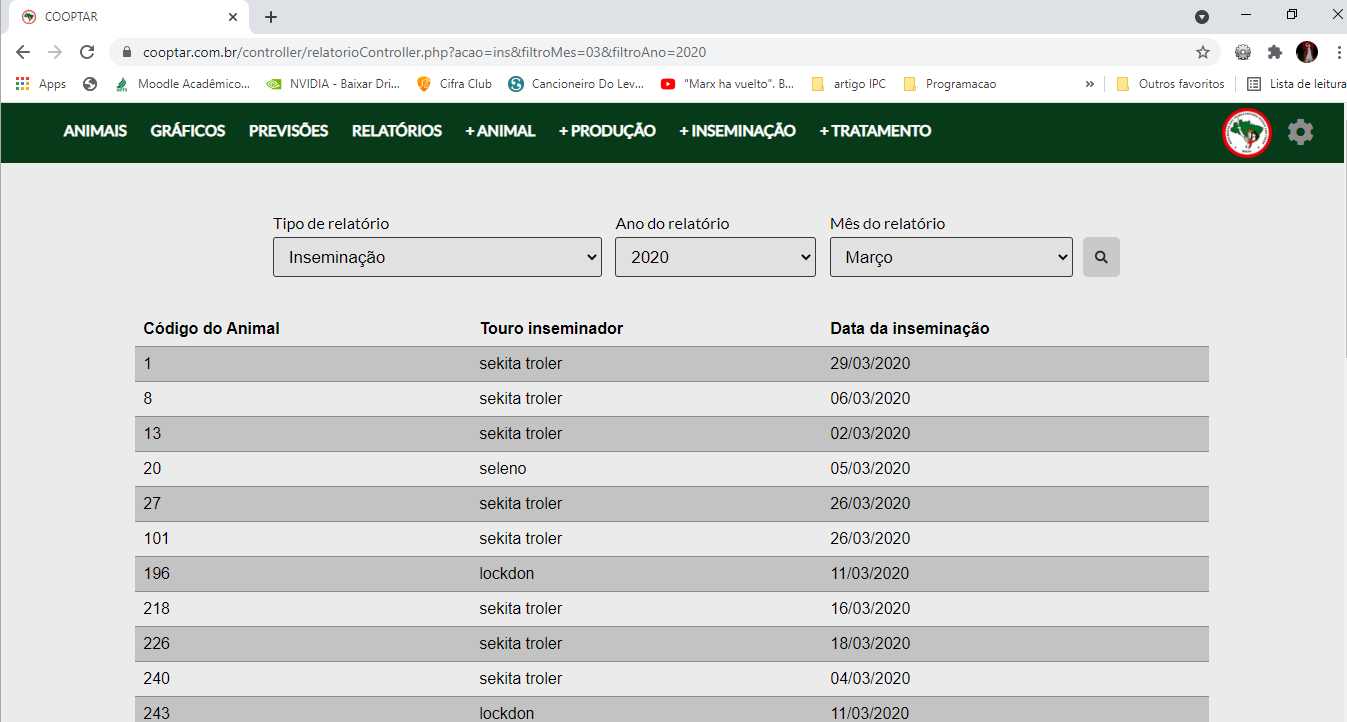 COOPTAR
cooptar.com.br/controller/relatorioController.php?acao=ins&filtroMes=03&filtroAno=2020
Apps Moodle Acadêmico... NVIDIA - Baixar Dri... Cifra Club Cancioneiro Do Lev... "Marx ha vuelto". B... artigo IPC Programacao » Outros favoritos Lista de leitura
ANIMAIS GRÁFICOS PREVISÕES RELATÓRIOS + ANIMAL + PRODUÇÃO + INSEMINAÇÃO + TRATAMENTO
Tipo de relatório Ano do relatório Mês do relatório
Inseminação 2020 Março
Código do Animal Touro inseminador Data da inseminação
1 sekita troler 29/03/2020
8 sekita troler 06/03/2020
13 sekita troler 02/03/2020
20 seleno 05/03/2020
27 sekita troler 26/03/2020
101 sekita troler 26/03/2020
196 lockdon 11/03/2020
218 sekita troler 16/03/2020
226 sekita troler 18/03/2020
240 sekita troler 04/03/2020
243 lockdon 11/03/2020